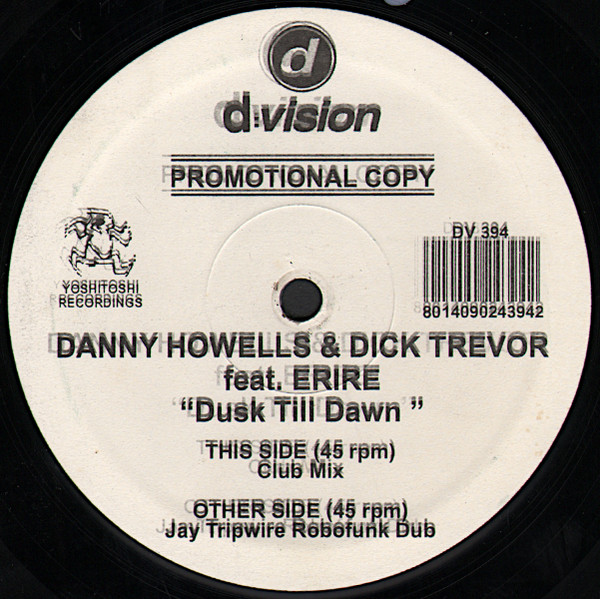 d
d:vision
PROMOTIONAL COPY
DV 394
8014090243942
YOSHITOSHI
RECORDINGS
DANNY HOWELLS & DICK TREVOR
feat. ERIRE
“Dusk Till Dawn”
THIS SIDE (45 rpm)
Club Mix
OTHER SIDE (45 rpm)
Jay Tripwire Robofunk Dub